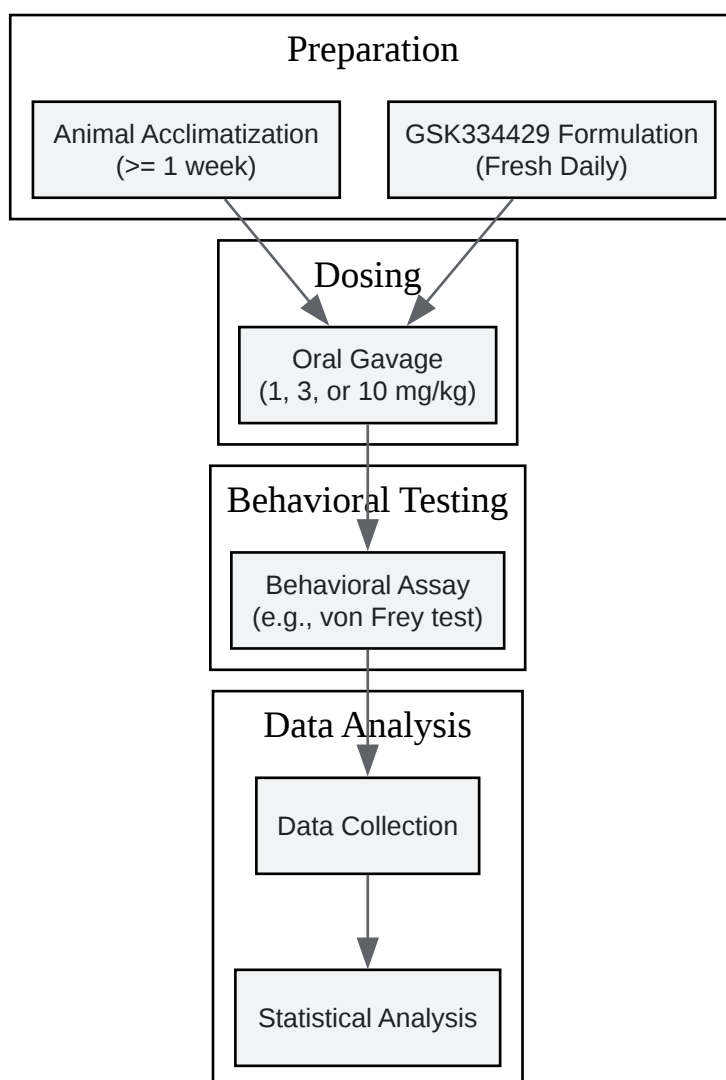 Preparation
Animal Acclimatization
(>= 1 week)
GSK334429 Formulation
(Fresh Daily)
Dosing
Oral Gavage
(1, 3, or 10 mg/kg)
Behavioral Testing
Behavioral Assay
(e.g., von Frey test)
Data Analysis
Data Collection
Statistical Analysis